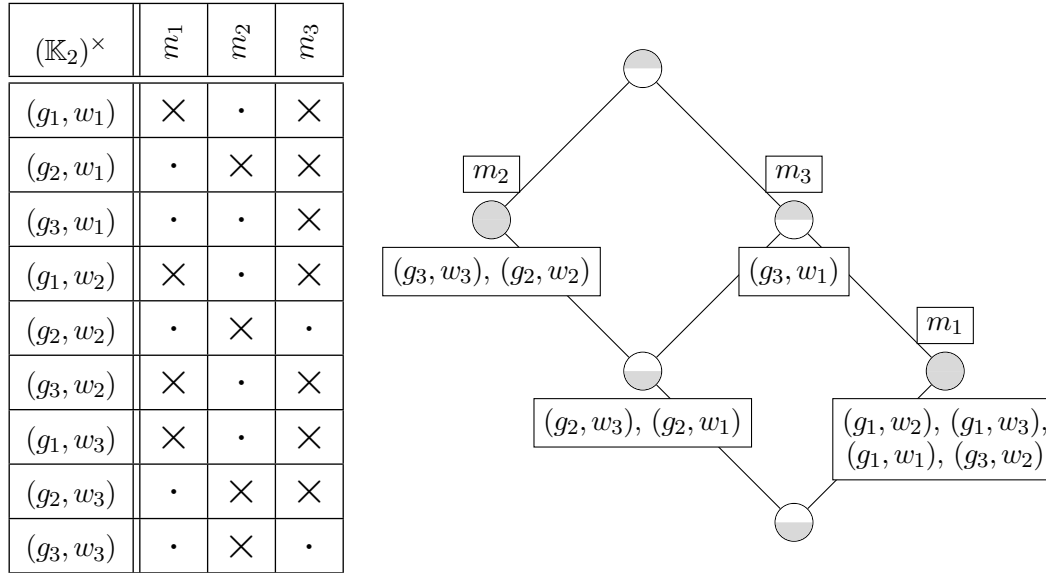 (𝕂₂)^× m₁ m₂ m₃
(g₁, w₁) × · ×
(g₂, w₁) · × ×
(g₃, w₁) · · ×
(g₁, w₂) × · ×
(g₂, w₂) · × ·
(g₃, w₂) × · ×
(g₁, w₃) × · ×
(g₂, w₃) · × ×
(g₃, w₃) · × ·
m₂
m₃
(g₃, w₃), (g₂, w₂)
(g₃, w₁)
m₁
(g₂, w₃), (g₂, w₁)
(g₁, w₂), (g₁, w₃),
(g₁, w₁), (g₃, w₂)